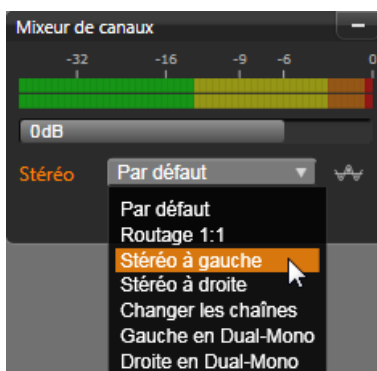 Mixeur de canaux
-32 -16 -9 -6 0
0dB
Stéréo Par défaut
Par défaut
Routage 1:1
Stéréo à gauche
Stéréo à droite
Changer les chaînes
Gauche en Dual-Mono
Droite en Dual-Mono